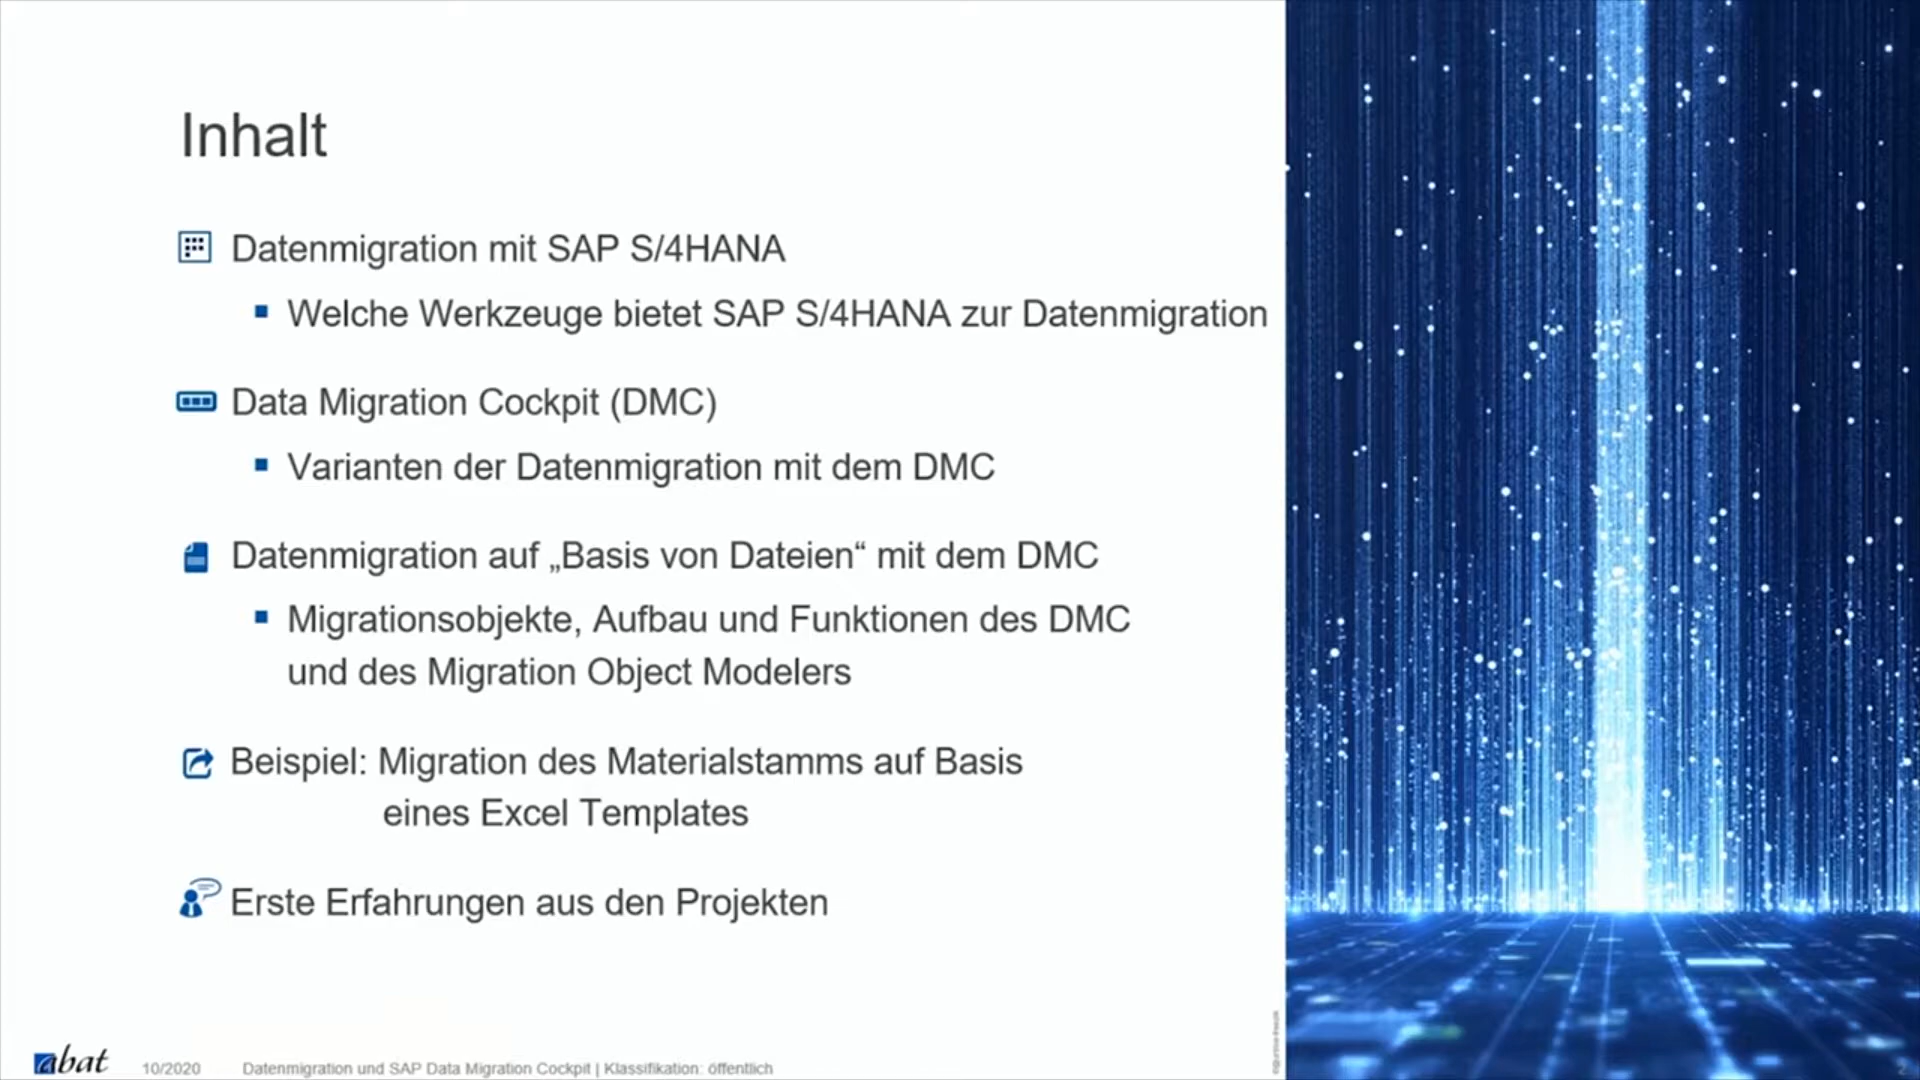 Inhalt
Datenmigration mit SAP S/4HANA
Welche Werkzeuge bietet SAP S/4HANA zur Datenmigration
Data Migration Cockpit (DMC)
Varianten der Datenmigration mit dem DMC
Datenmigration auf „Basis von Dateien“ mit dem DMC
Migrationsobjekte, Aufbau und Funktionen des DMC
und des Migration Object Modelers
Beispiel: Migration des Materialstamms auf Basis
eines Excel Templates
Erste Erfahrungen aus den Projekten
abat
10/2020
Datenmigration und SAP Data Migration Cockpit | Klassifikation: öffentlich
2